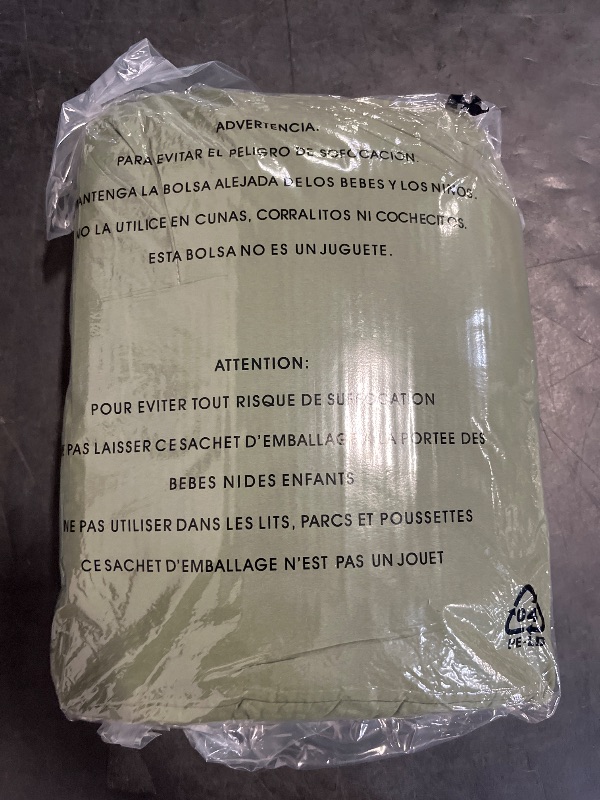 ADVERTENCIA.
PARA EVITAR EL PELIGRO DE SOFOCACION.
MANTENGA LA BOLSA ALEJADA DE LOS BEBES Y LOS NIÑOS.
NO LA UTILICE EN CUNAS, CORRALITOS NI COCHECITOS.
ESTA BOLSA NO ES UN JUGUETE.
ATTENTION:
POUR EVITER TOUT RISQUE DE SUFFOCATION
NE PAS LAISSER CE SACHET D'EMBALLAGE A LA PORTEE DES
BEBES NI DES ENFANTS
NE PAS UTILISER DANS LES LITS, PARCS ET POUSSETTES
CE SACHET D'EMBALLAGE N'EST PAS UN JOUET
04